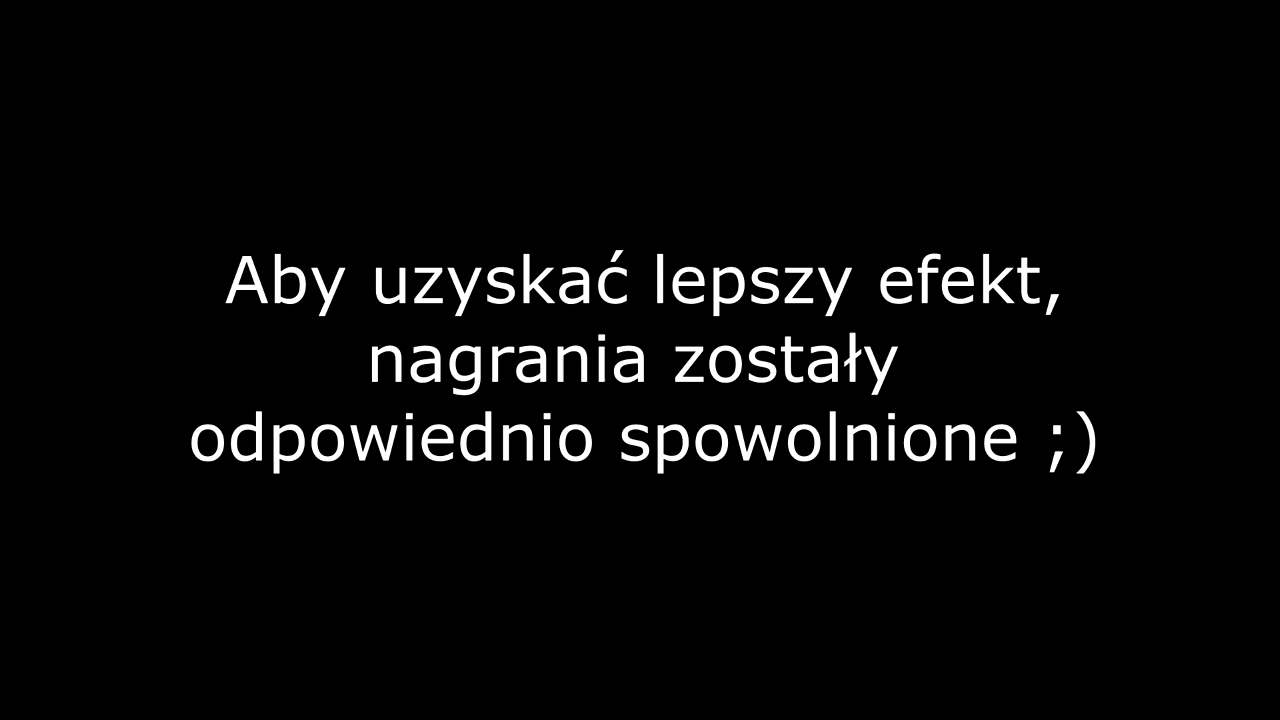 Aby uzyskać lepszy efekt,
nagrania zostały
odpowiednio spowolnione ;)